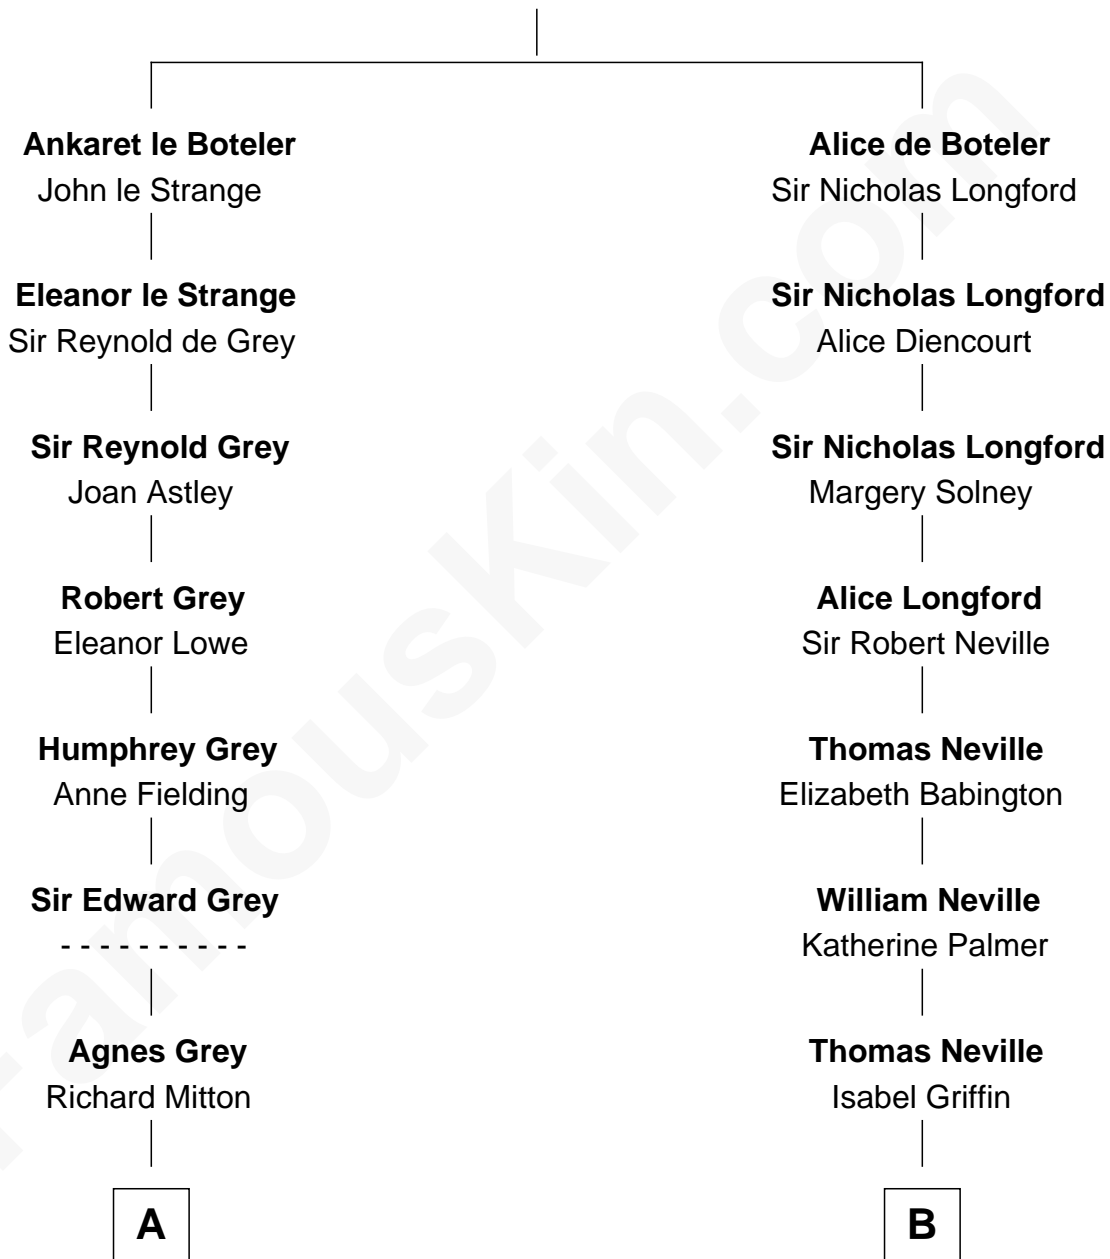 Ankaret le Boteler
John le Strange
Alice de Boteler
Sir Nicholas Longford
Eleanor le Strange
Sir Reynold de Grey
Sir Nicholas Longford
Alice Diencourt
Sir Reynold Grey
Joan Astley
Sir Nicholas Longford
Margery Solney
Robert Grey
Eleanor Lowe
Alice Longford
Sir Robert Neville
Humphrey Grey
Anne Fielding
Thomas Neville
Elizabeth Babington
Sir Edward Grey
- - - - - - - - - -
William Neville
Katherine Palmer
Agnes Grey
Richard Mitton
Thomas Neville
Isabel Griffin
A
B
FamousKin.com